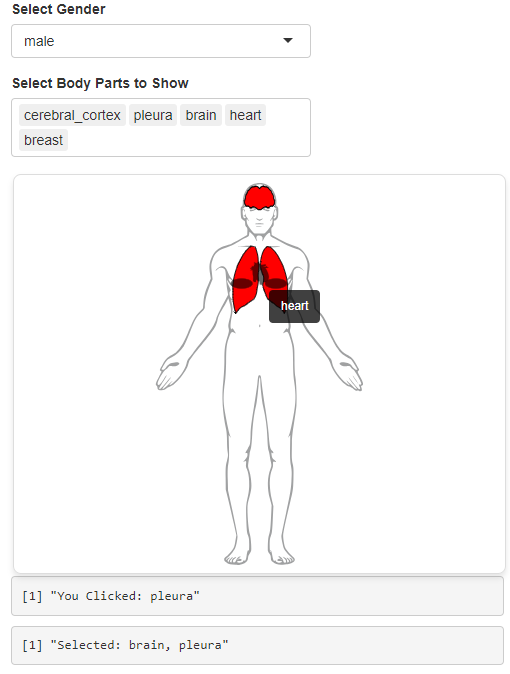 Select Gender
male
Select Body Parts to Show
cerebral_cortex pleura brain heart
breast
heart
[1] "You Clicked: pleura"
[1] "Selected: brain, pleura"